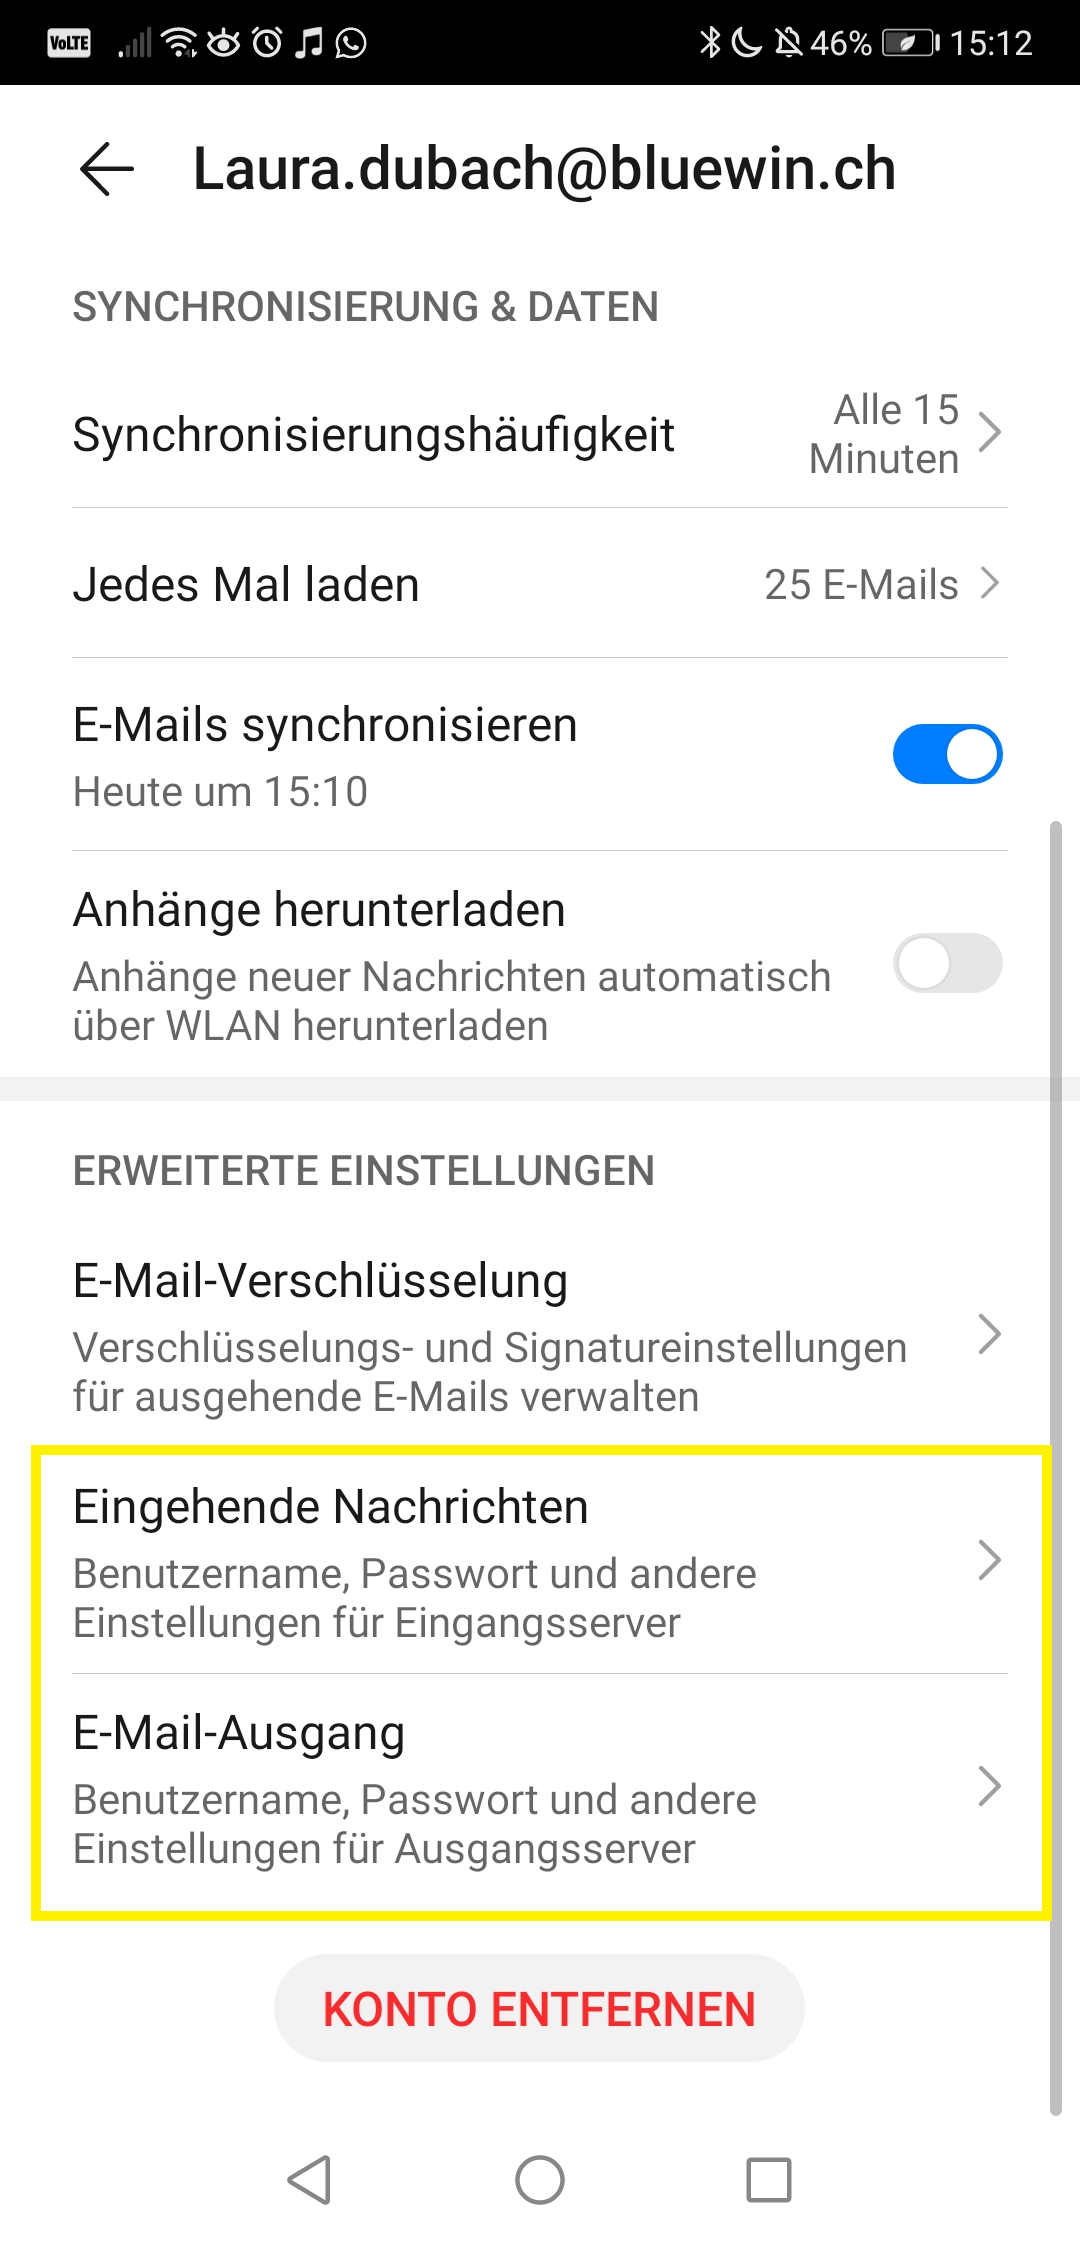 VoLTE 46% 15:12
Laura.dubach@bluewin.ch
SYNCHRONISIERUNG & DATEN
Synchronisierungshäufigkeit
Alle 15
Minuten
Jedes Mal laden
25 E-Mails
E-Mails synchronisieren
Heute um 15:10
Anhänge herunterladen
Anhänge neuer Nachrichten automatisch
über WLAN herunterladen
ERWEITERTE EINSTELLUNGEN
E-Mail-Verschlüsselung
Verschlüsselungs- und Signatureinstellungen
für ausgehende E-Mails verwalten
Eingehende Nachrichten
Benutzername, Passwort und andere
Einstellungen für Eingangsserver
E-Mail-Ausgang
Benutzername, Passwort und andere
Einstellungen für Ausgangsserver
KONTO ENTFERNEN